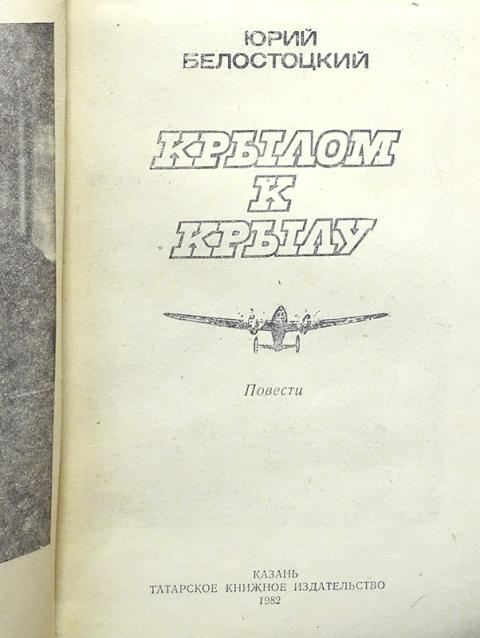 ЮРИЙ
БЕЛОСТОЦКИЙ
КРЫЛОМ
К
КРЫЛУ
Повести
КАЗАНЬ
ТАТАРСКОЕ КНИЖНОЕ ИЗДАТЕЛЬСТВО
1982